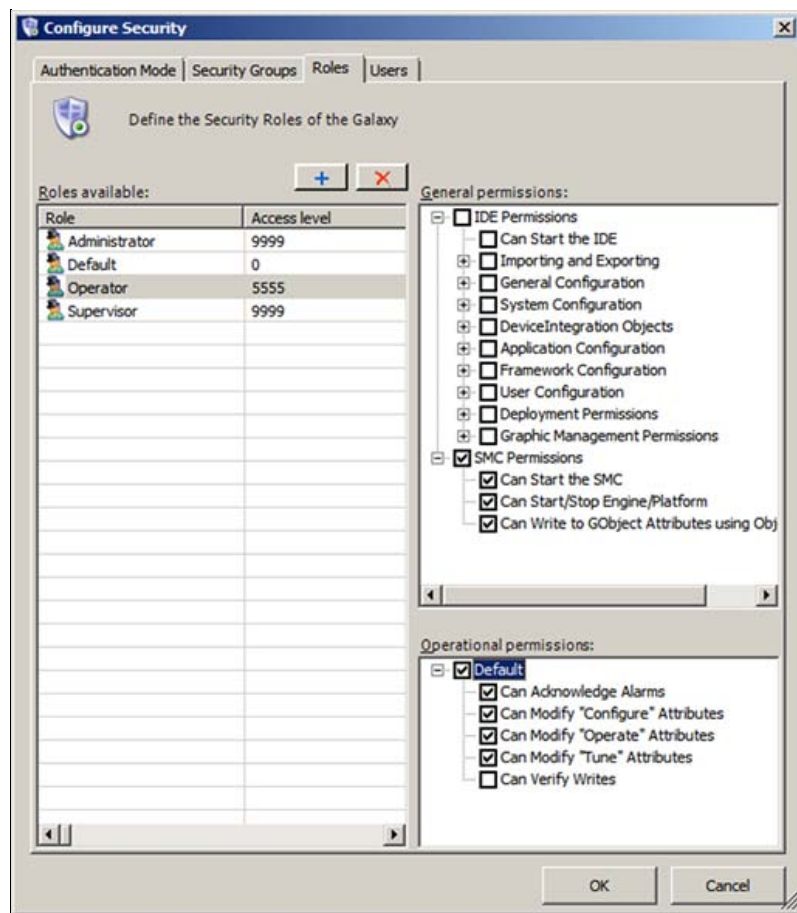 Configure Security
Authentication Mode Security Groups Roles Users
Define the Security Roles of the Galaxy
Roles available:
Role Access level
Administrator 9999
Default 0
Operator 5555
Supervisor 9999
General permissions:
IDE Permissions
Can Start the IDE
Importing and Exporting
General Configuration
System Configuration
DeviceIntegration Objects
Application Configuration
Framework Configuration
User Configuration
Deployment Permissions
Graphic Management Permissions
SMC Permissions
Can Start the SMC
Can Start/Stop Engine/Platform
Can Write to GObject Attributes using Obj
Operational permissions:
Default
Can Acknowledge Alarms
Can Modify "Configure" Attributes
Can Modify "Operate" Attributes
Can Modify "Tune" Attributes
Can Verify Writes
OK Cancel